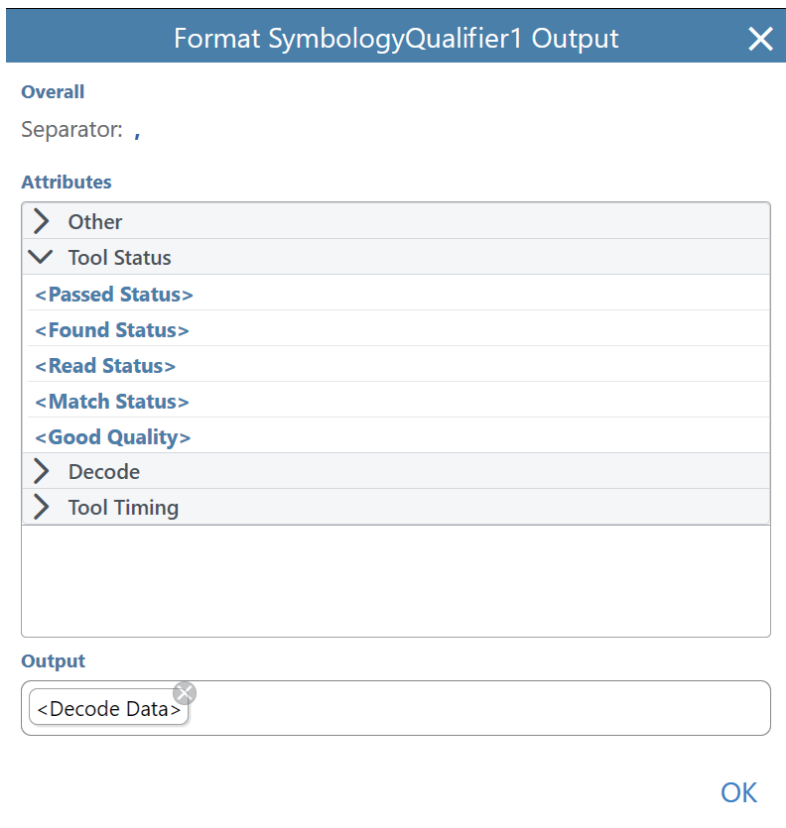 Format SymbologyQualifier1 Output
Overall
Separator: ,
Attributes
Other
Tool Status
<Passed Status>
<Found Status>
<Read Status>
<Match Status>
<Good Quality>
Decode
Tool Timing
Output
<Decode Data>
OK